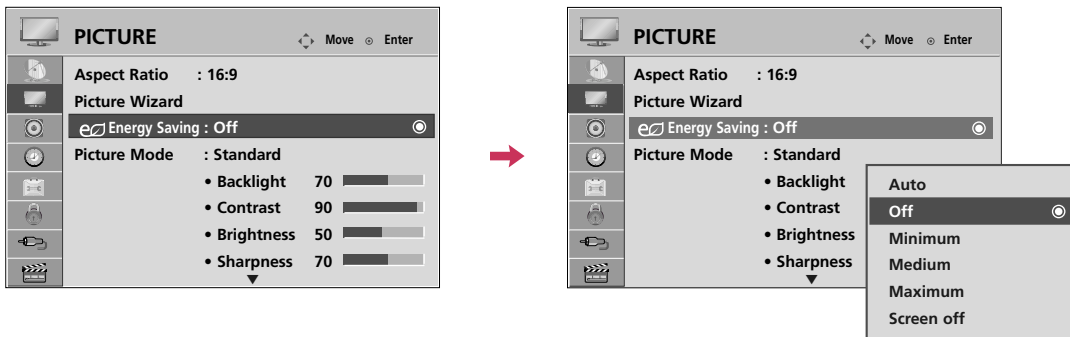 PICTURE Move Enter
Aspect Ratio : 16:9
Picture Wizard
Energy Saving : Off
Picture Mode : Standard
• Backlight 70
• Contrast 90
• Brightness 50
• Sharpness 70
PICTURE Move Enter
Aspect Ratio : 16:9
Picture Wizard
Energy Saving : Off
Picture Mode : Standard
• Backlight
• Contrast
• Brightness
• Sharpness
Auto
Off
Minimum
Medium
Maximum
Screen off